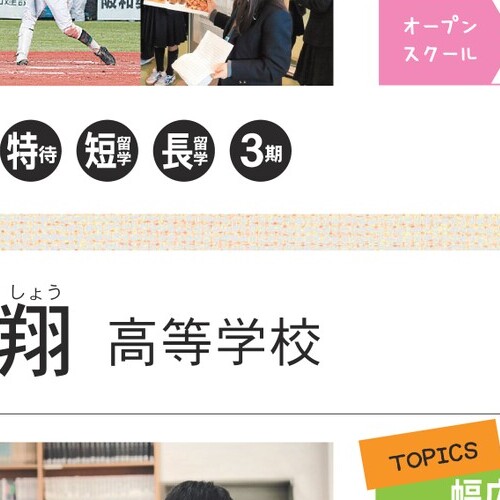 オープン
スクール
特待
短留学
長留学
3期
しょう
翔 高等学校
TOPICS